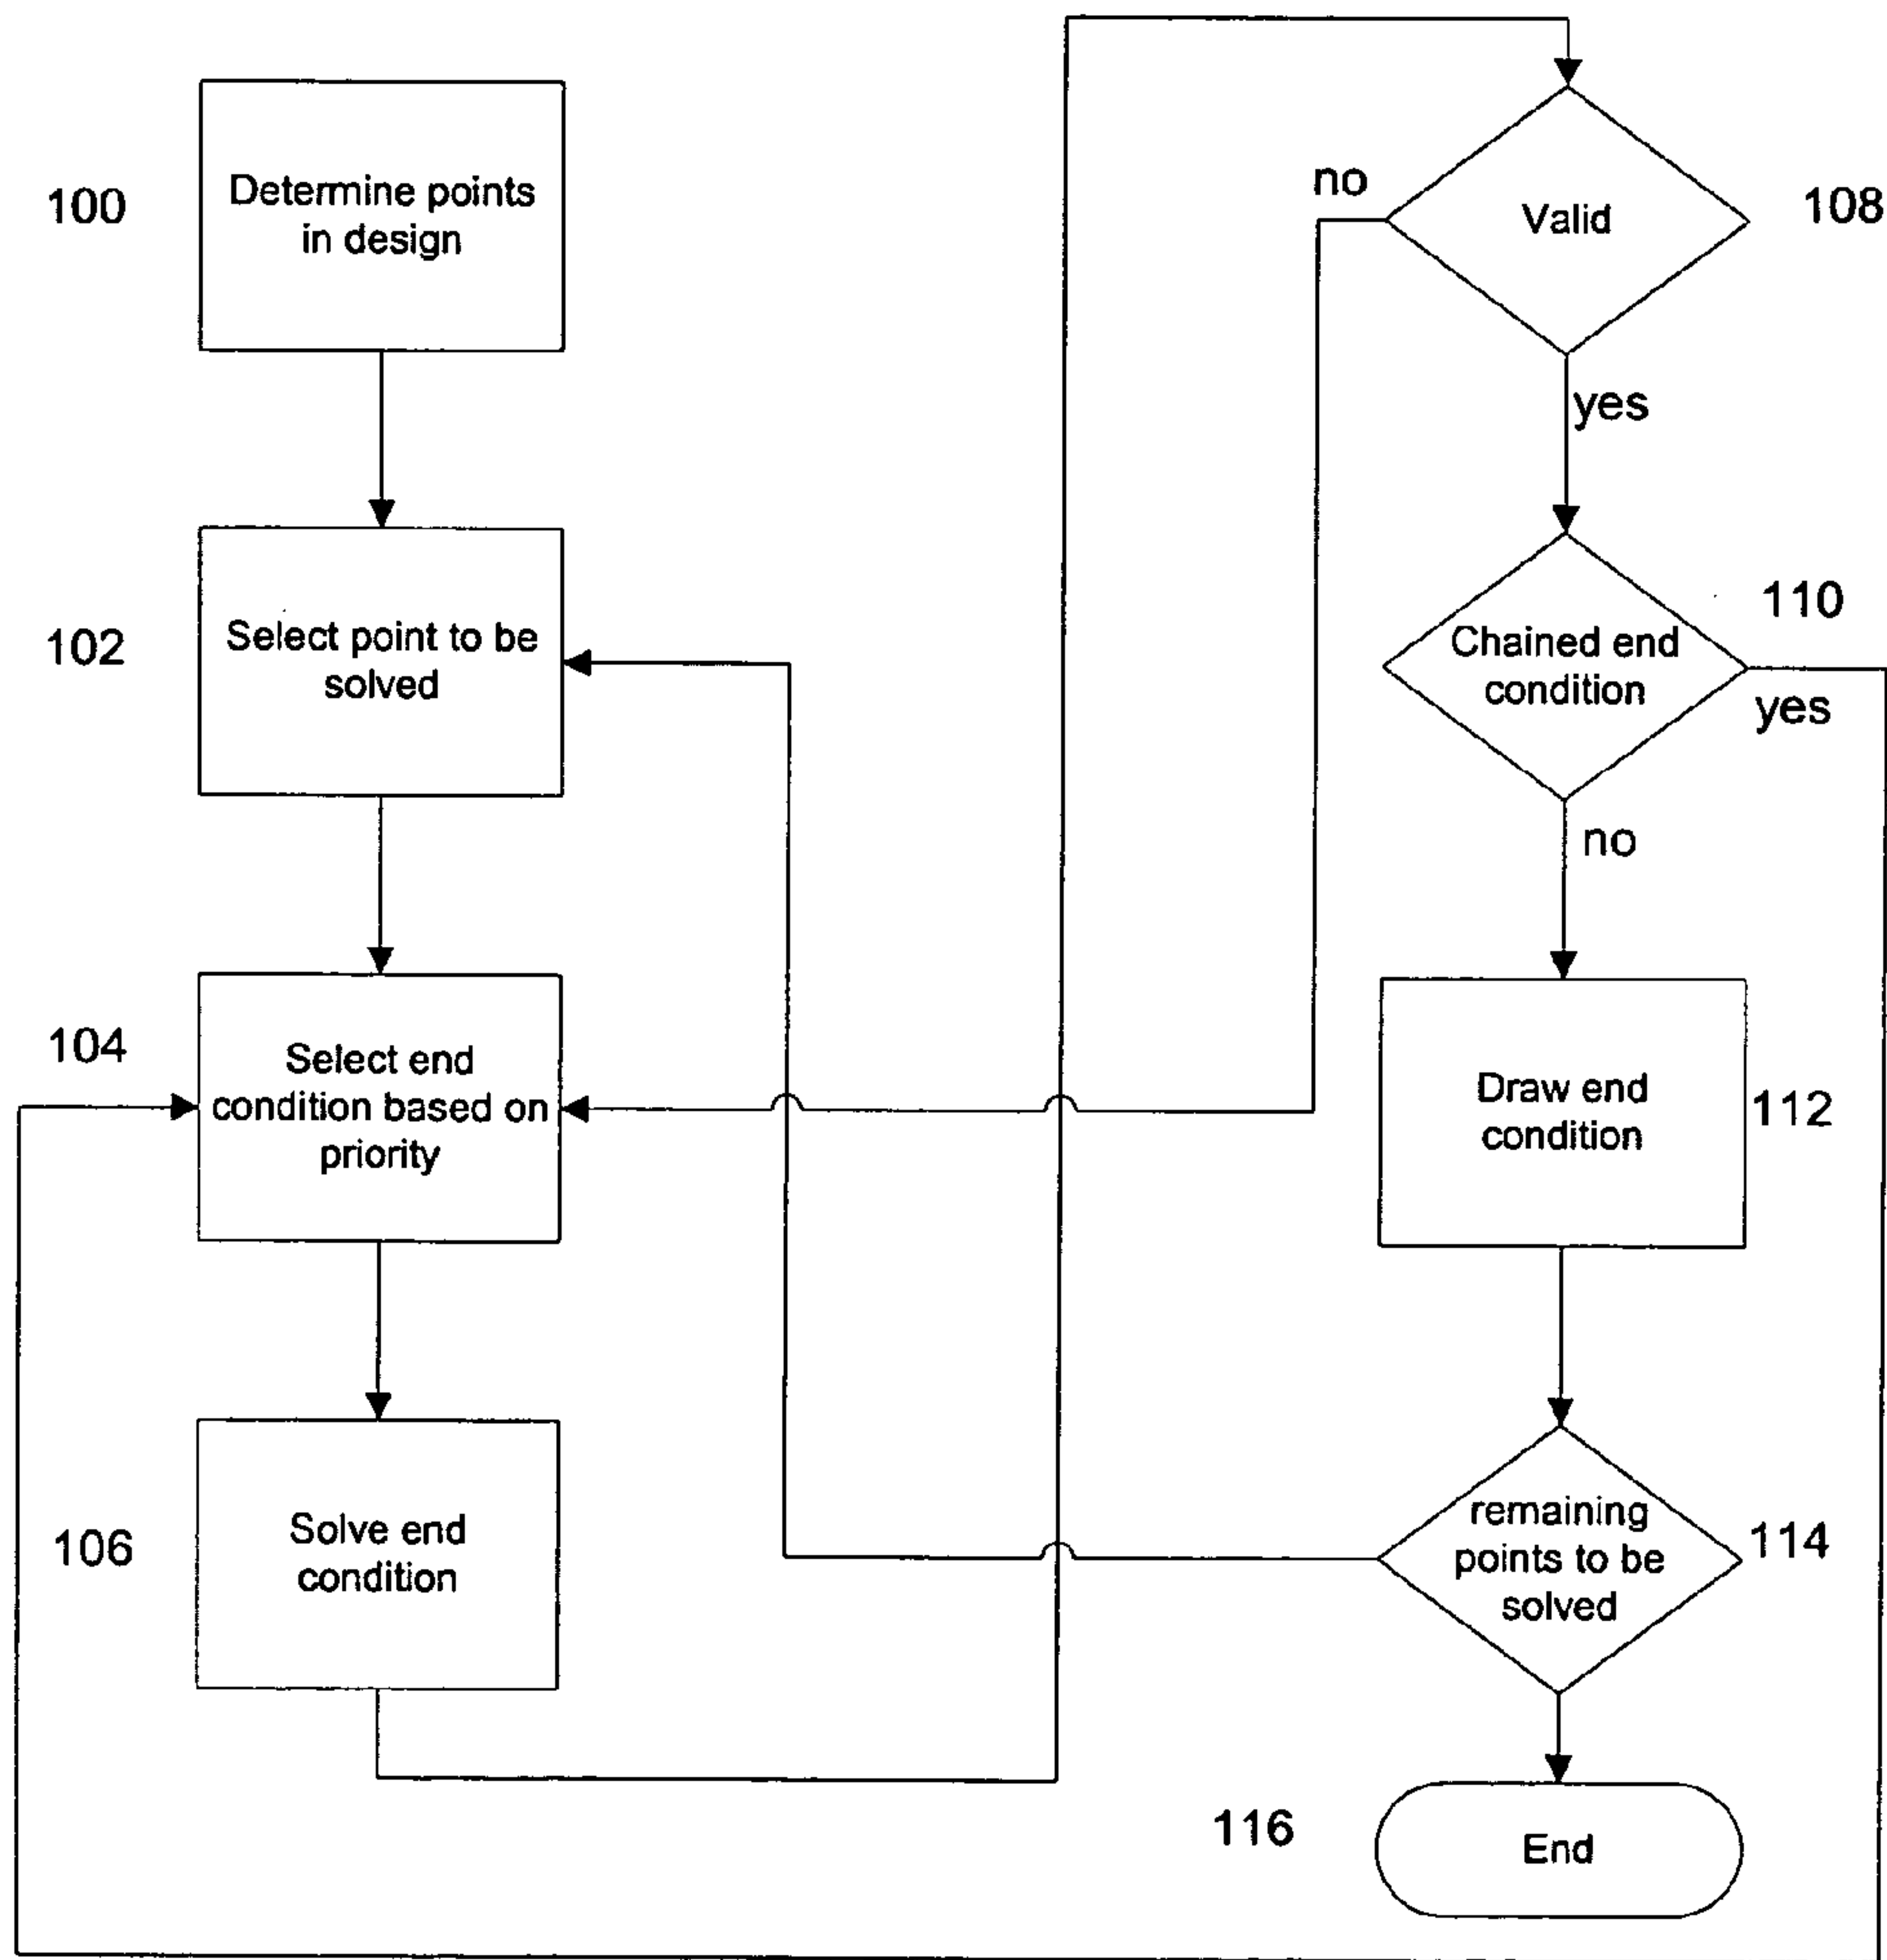 100
Determine points
in design
102
Select point to be
solved
104
Select end
condition based on
priority
106
Solve end
condition
no
Valid
108
yes
110
Chained end
condition
yes
no
Draw end
condition
112
remaining
points to be
solved
114
116
End